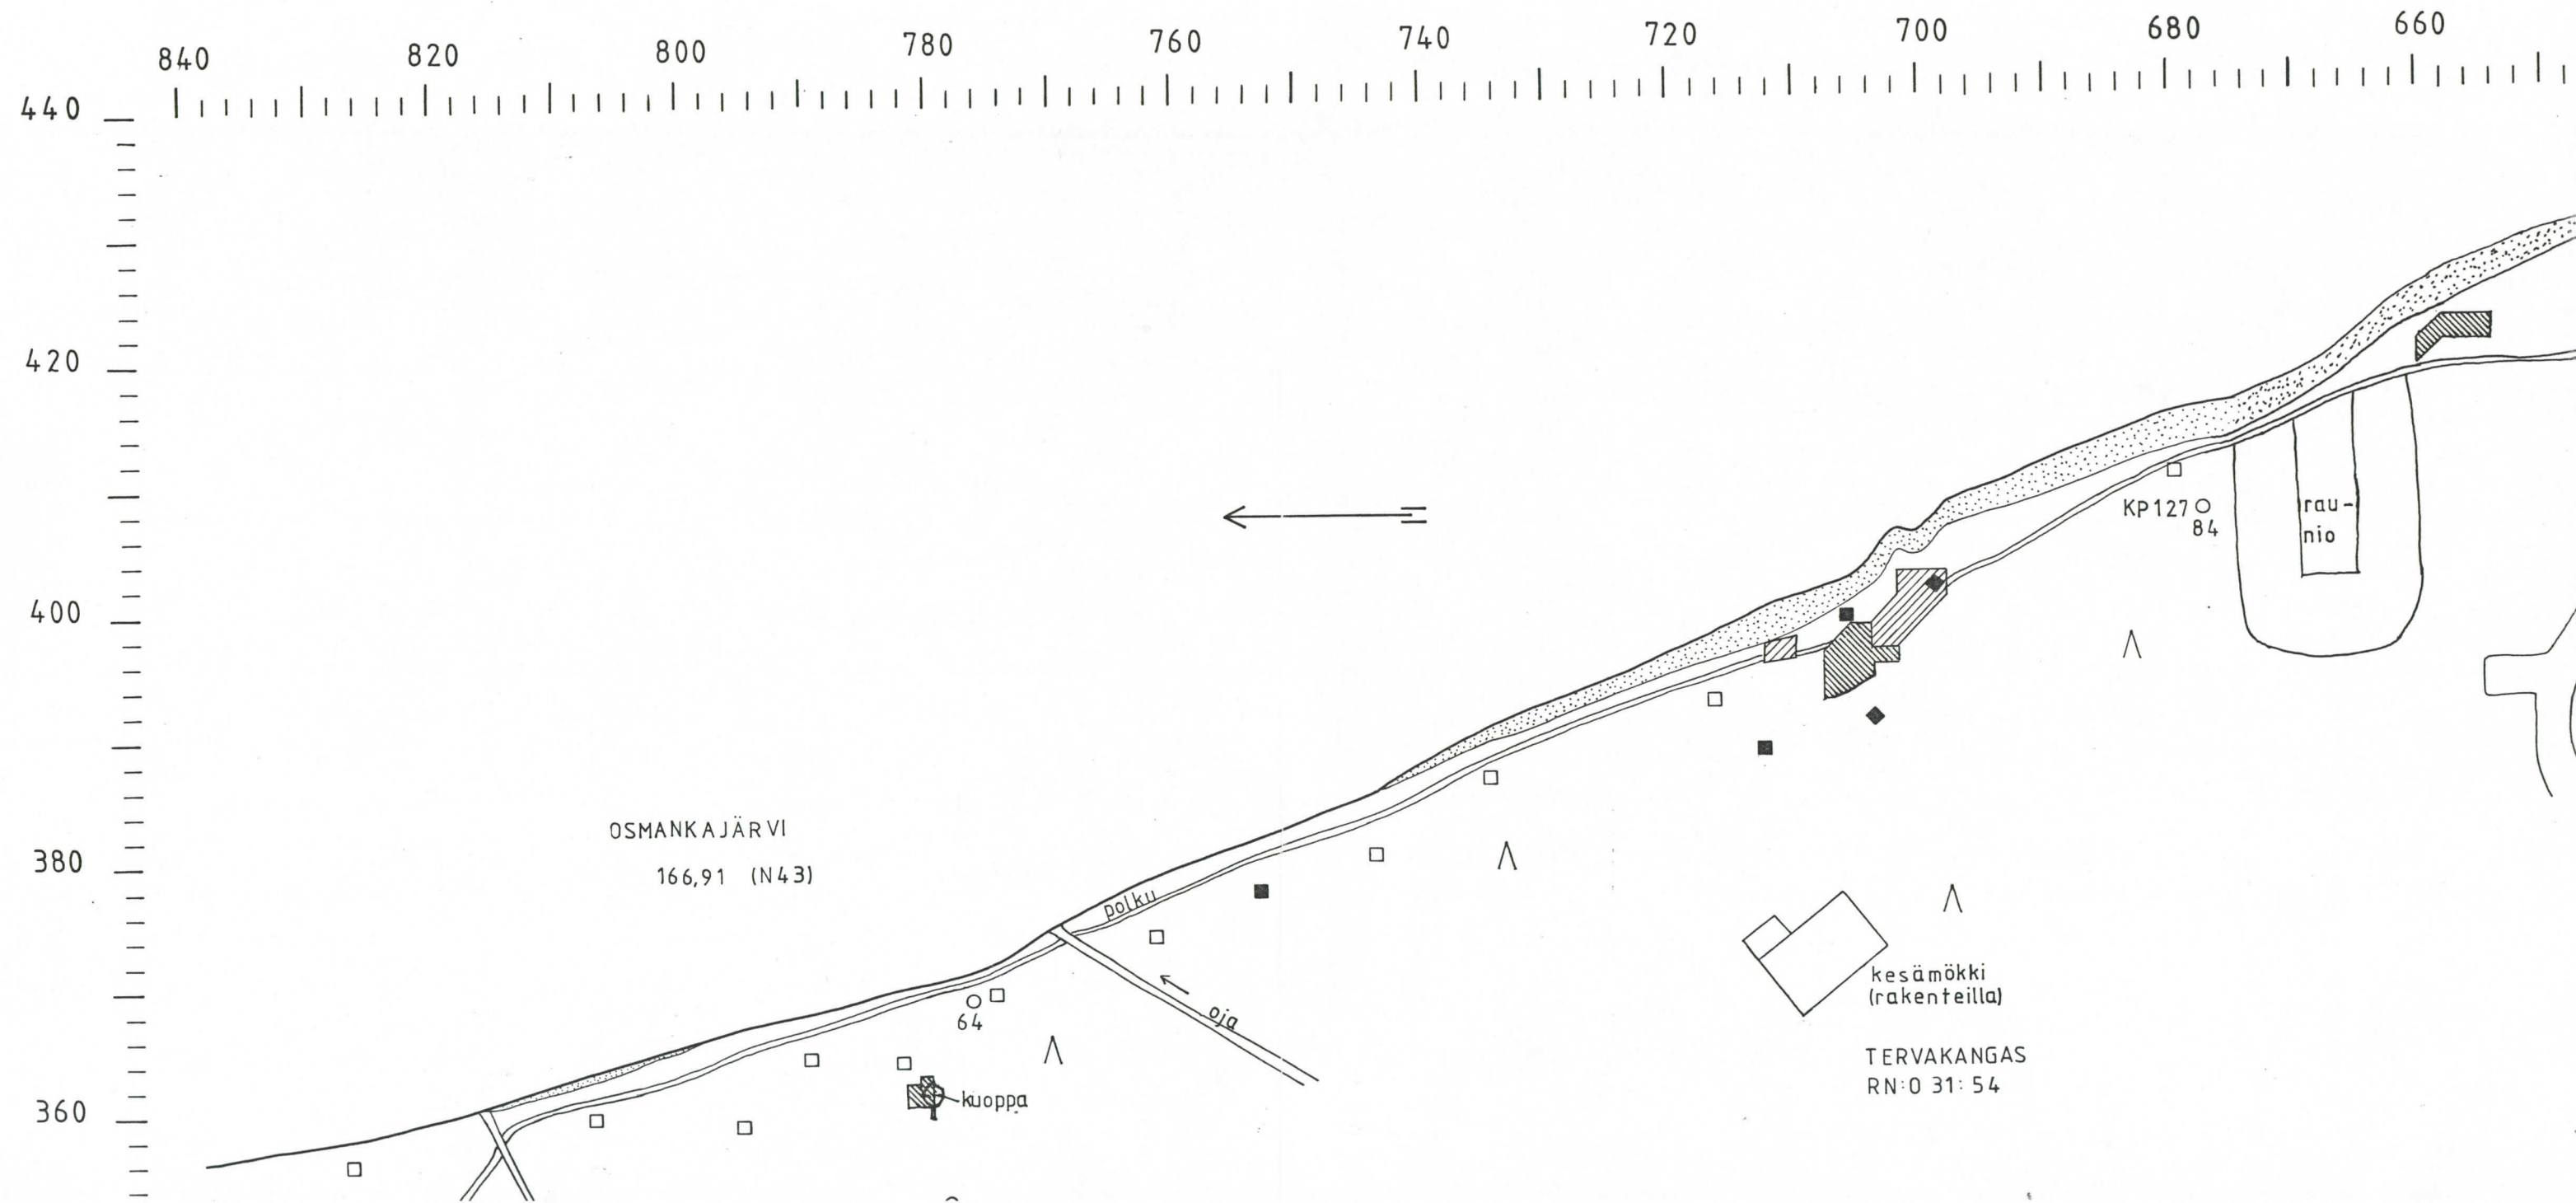 840 820 800 780 760 740 720 700 680 660
440
420
400
380
360
KP127
84
rau-
nio
OSMANKAJÄRVI
166,91 (N43)
polku
oja
64
kuoppa
kesämökki
(rakenteilla)
TERVAKANGAS
RN:O 31:54